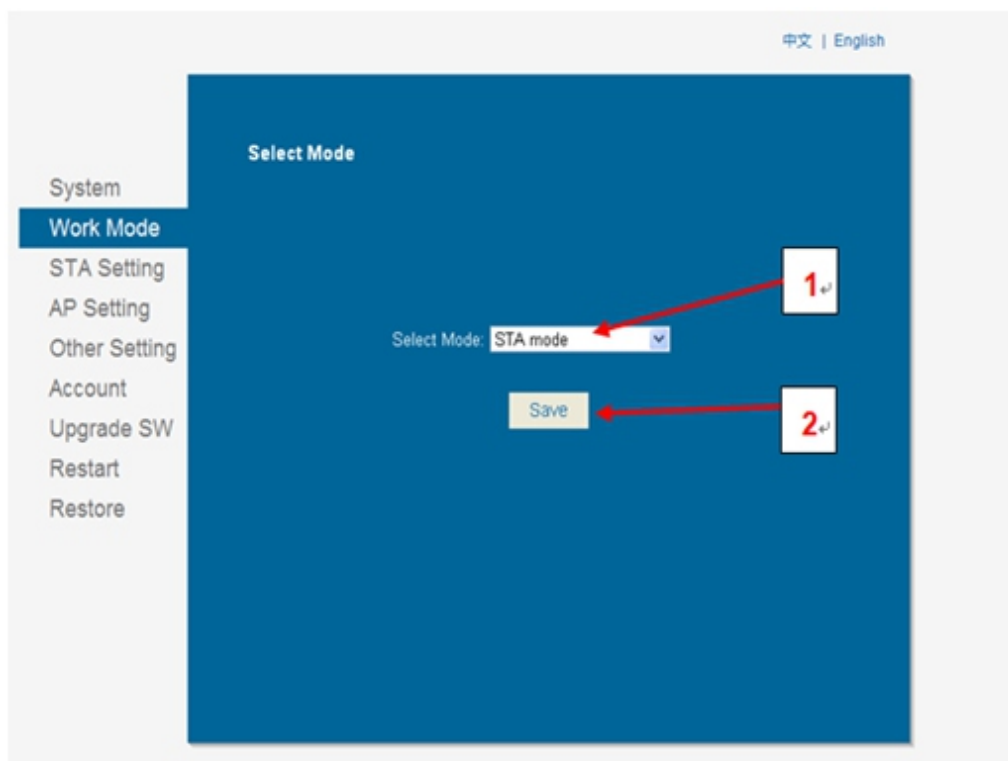 中文 | English
Select Mode
System
Work Mode
STA Setting
AP Setting
Other Setting
Account
Upgrade SW
Restart
Restore
Select Mode: STA mode
Save
1↵
2↵